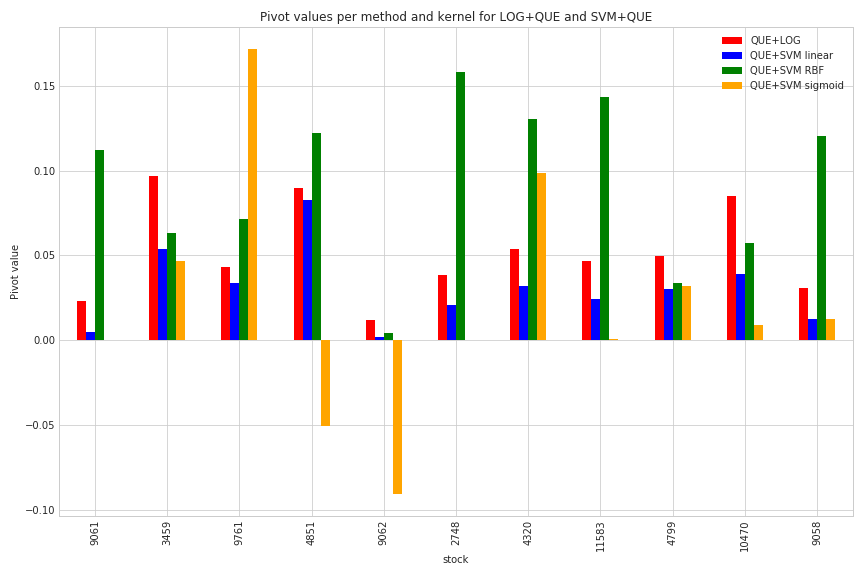 Pivot values per method and kernel for LOG+QUE and SVM+QUE
QUE+LOG
QUE+SVM linear
QUE+SVM RBF
QUE+SVM sigmoid
Pivot value
0.15
0.10
0.05
0.00
−0.05
−0.10
9061
3459
9761
4851
9062
2748
4320
11583
4799
10470
9058
stock